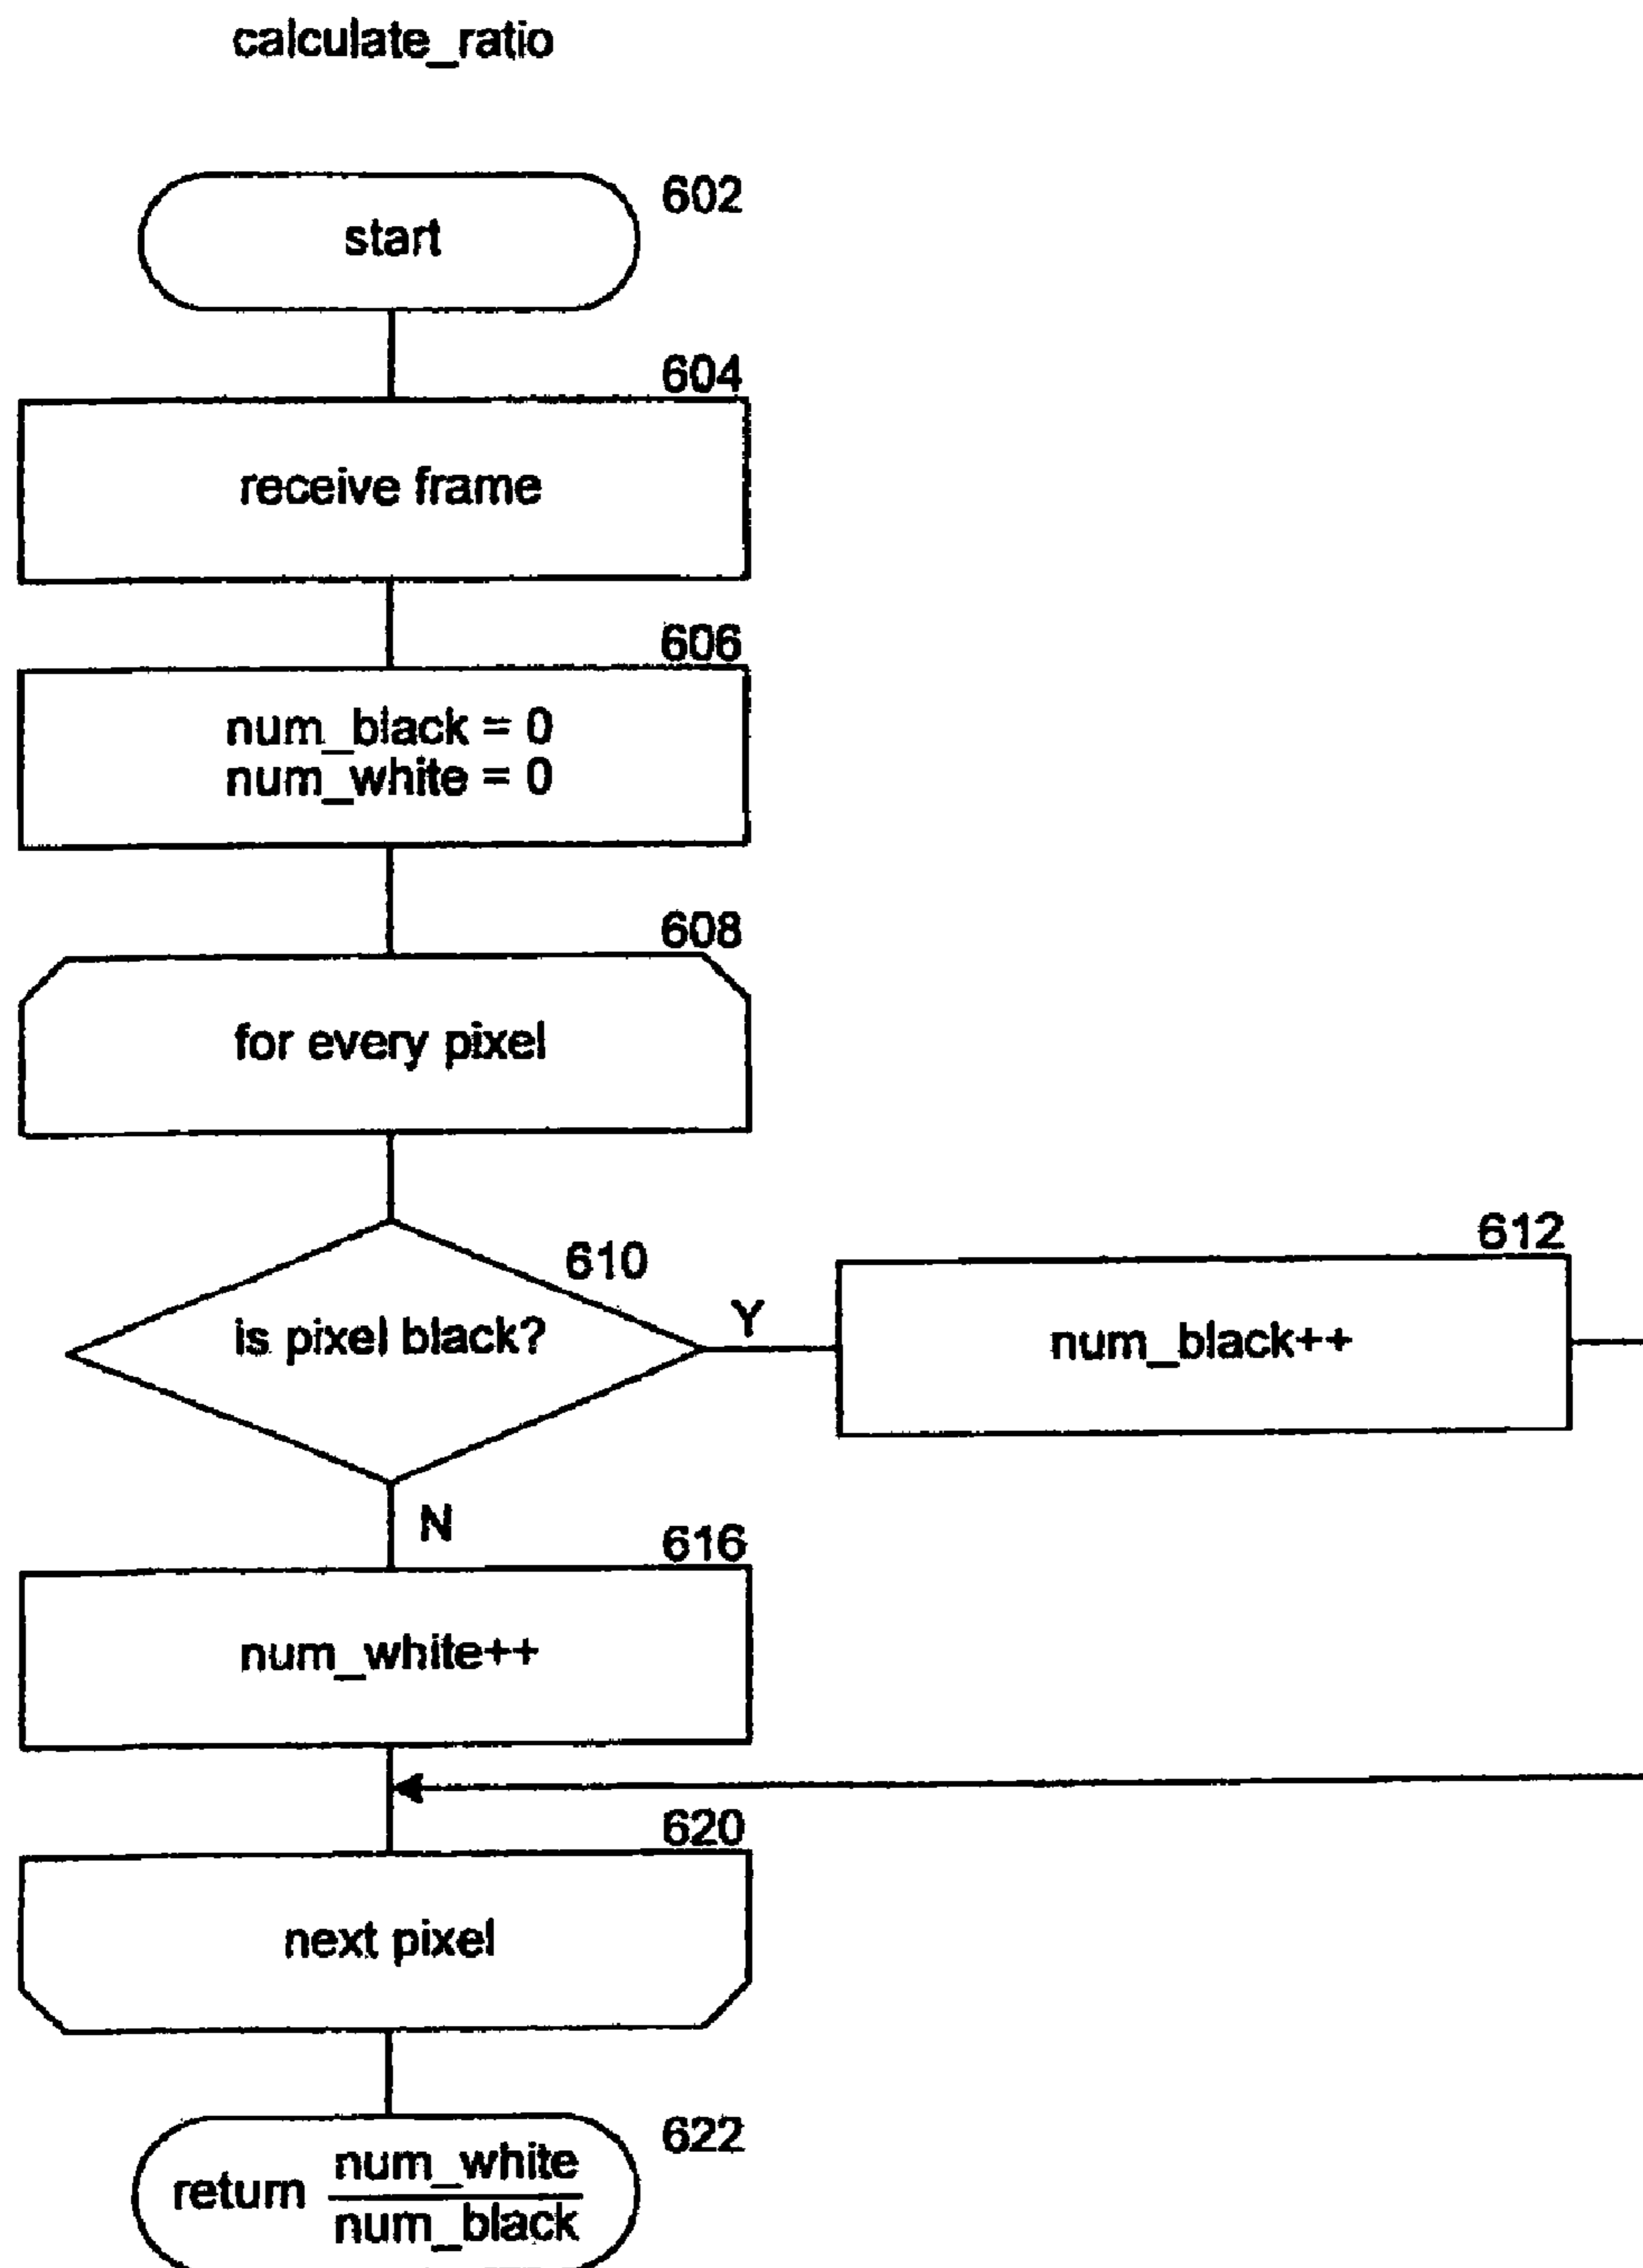 calculate_ratio
602
start
604
receive frame
606
num_black = 0
num_white = 0
608
for every pixel
610
is pixel black?
Y
612
num_black++
N
616
num_white++
620
next pixel
622
return num_white
num_black